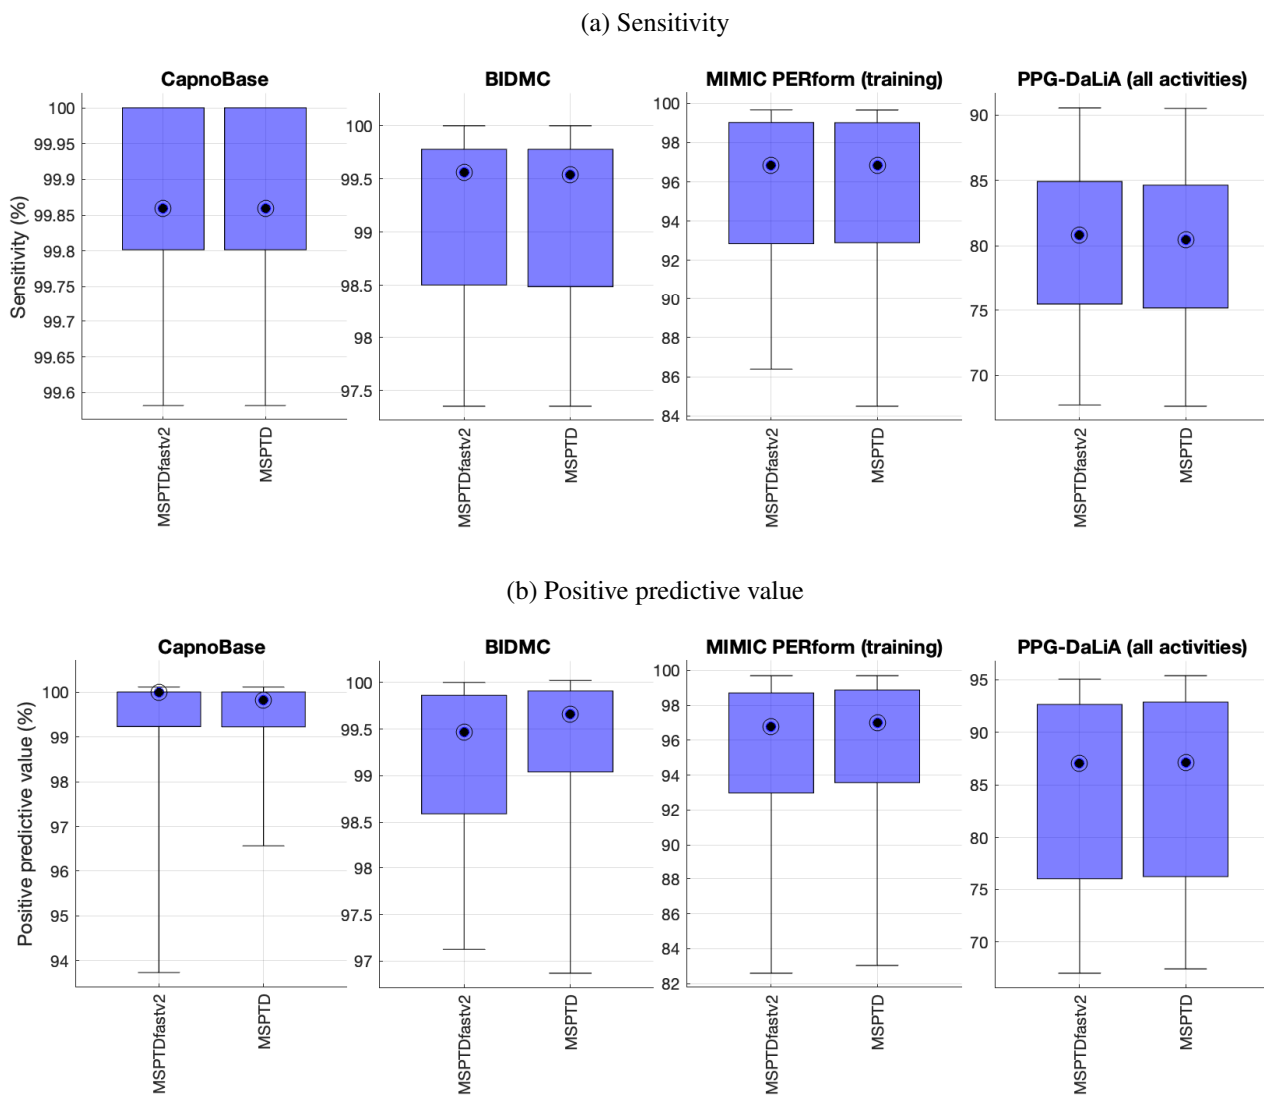 (a) Sensitivity
CapnoBase
BIDMC
MIMIC PERform (training)
PPG-DaLiA (all activities)
Sensitivity (%)
100
99.95
99.9
99.85
99.8
99.75
99.7
99.65
99.6
MSPTDfastv2
MSPTD
100
99.5
99
98.5
98
97.5
MSPTDfastv2
MSPTD
100
98
96
94
92
90
88
86
84
MSPTDfastv2
MSPTD
90
85
80
75
70
MSPTDfastv2
MSPTD
(b) Positive predictive value
CapnoBase
BIDMC
MIMIC PERform (training)
PPG-DaLiA (all activities)
Positive predictive value (%)
100
99
98
97
96
95
94
MSPTDfastv2
MSPTD
100
99.5
99
98.5
98
97.5
97
MSPTDfastv2
MSPTD
100
98
96
94
92
90
88
86
84
82
MSPTDfastv2
MSPTD
95
90
85
80
75
70
MSPTDfastv2
MSPTD